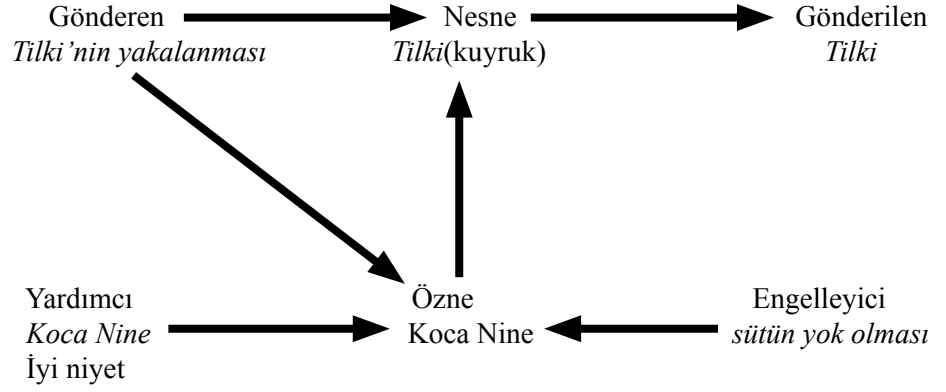 Gönderen
Tilki’nin yakalanması
Nesne
Tilki(kuyruk)
Gönderilen
Tilki
Yardımcı
Koca Nine
İyi niyet
Özne
Koca Nine
Engelleyici
sütün yok olması